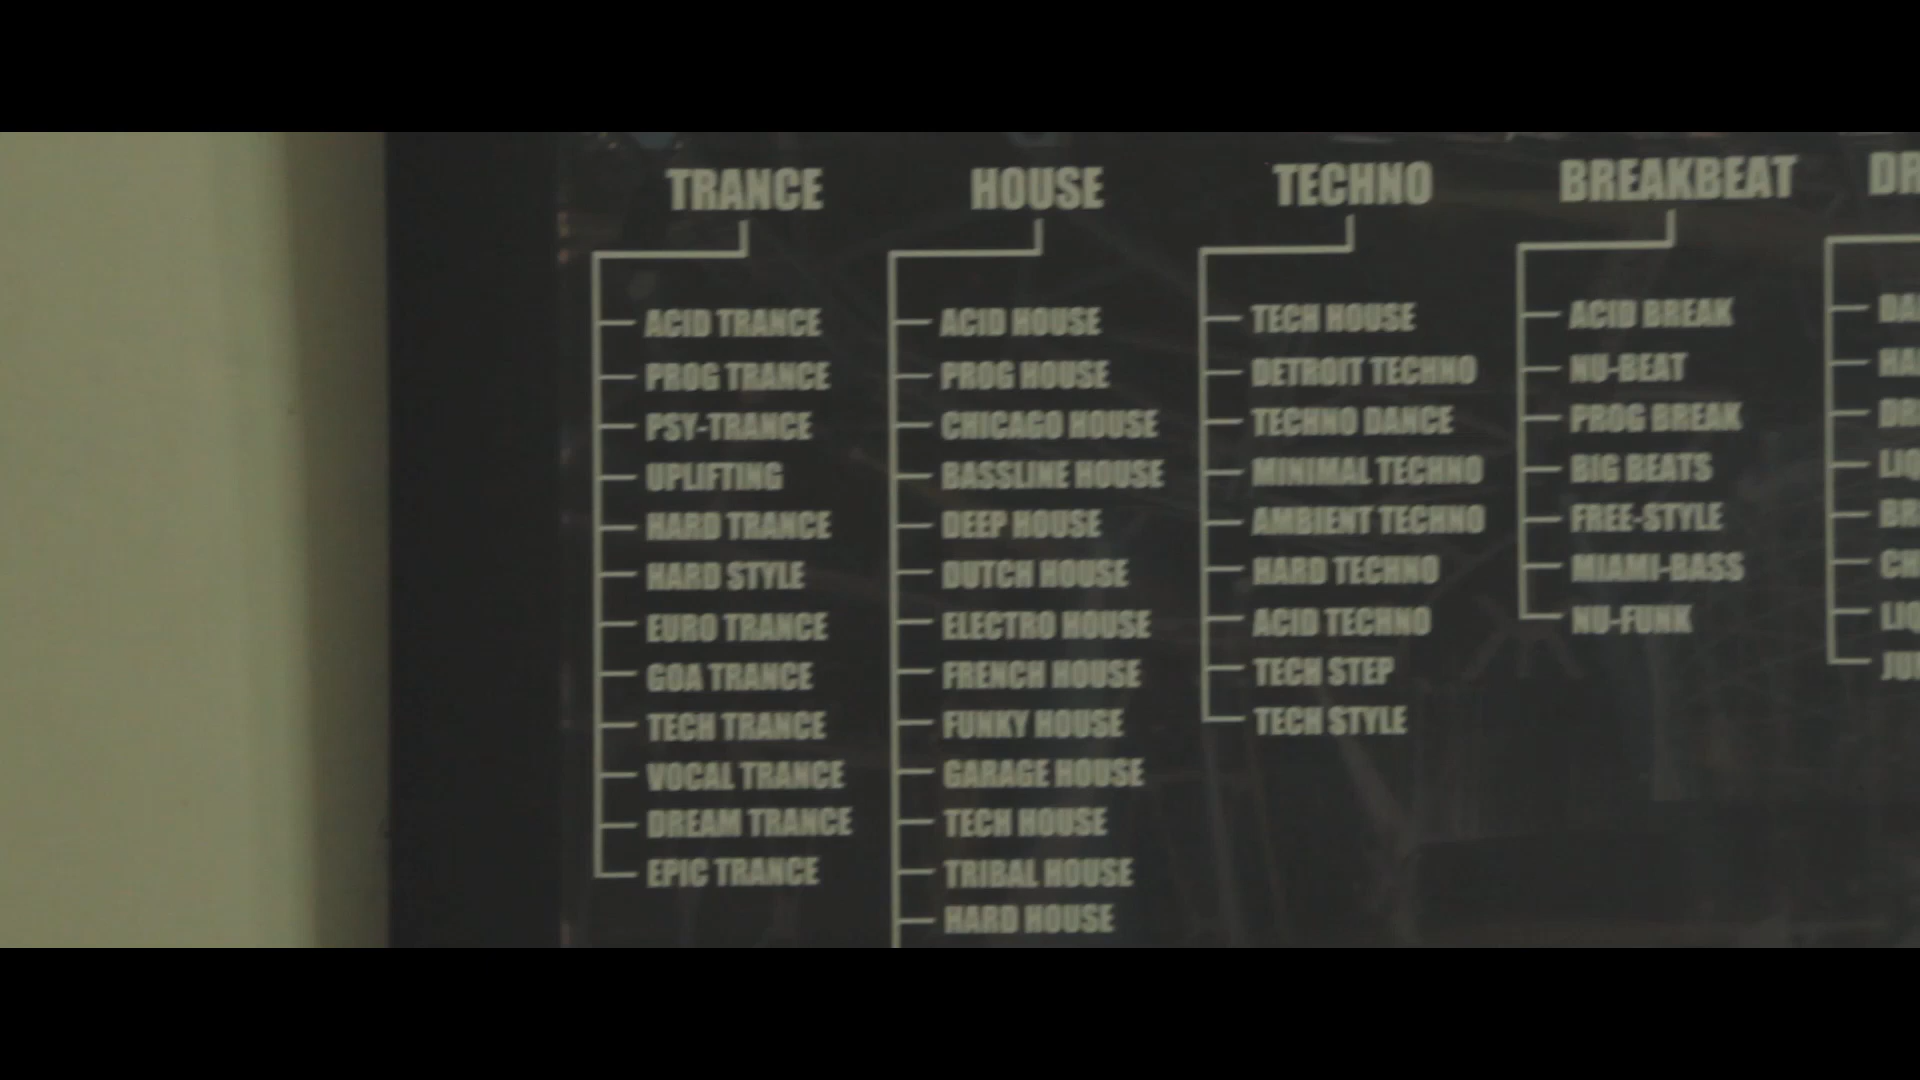 TRANCE
ACID TRANCE
PROG TRANCE
PSY-TRANCE
UPLIFTING
HARD TRANCE
HARD STYLE
EURO TRANCE
GOA TRANCE
TECH TRANCE
VOCAL TRANCE
DREAM TRANCE
EPIC TRANCE
HOUSE
ACID HOUSE
PROG HOUSE
CHICAGO HOUSE
BASSLINE HOUSE
DEEP HOUSE
DUTCH HOUSE
ELECTRO HOUSE
FRENCH HOUSE
FUNKY HOUSE
GARAGE HOUSE
TECH HOUSE
TRIBAL HOUSE
HARD HOUSE
TECHNO
TECH HOUSE
DETROIT TECHNO
TECHNO DANCE
MINIMAL TECHNO
AMBIENT TECHNO
HARD TECHNO
ACID TECHNO
TECH STEP
TECH STYLE
BREAKBEAT
ACID BREAK
NU-BEAT
PROG BREAK
BIG BEATS
FREE-STYLE
MIAMI-BASS
NU-FUNK